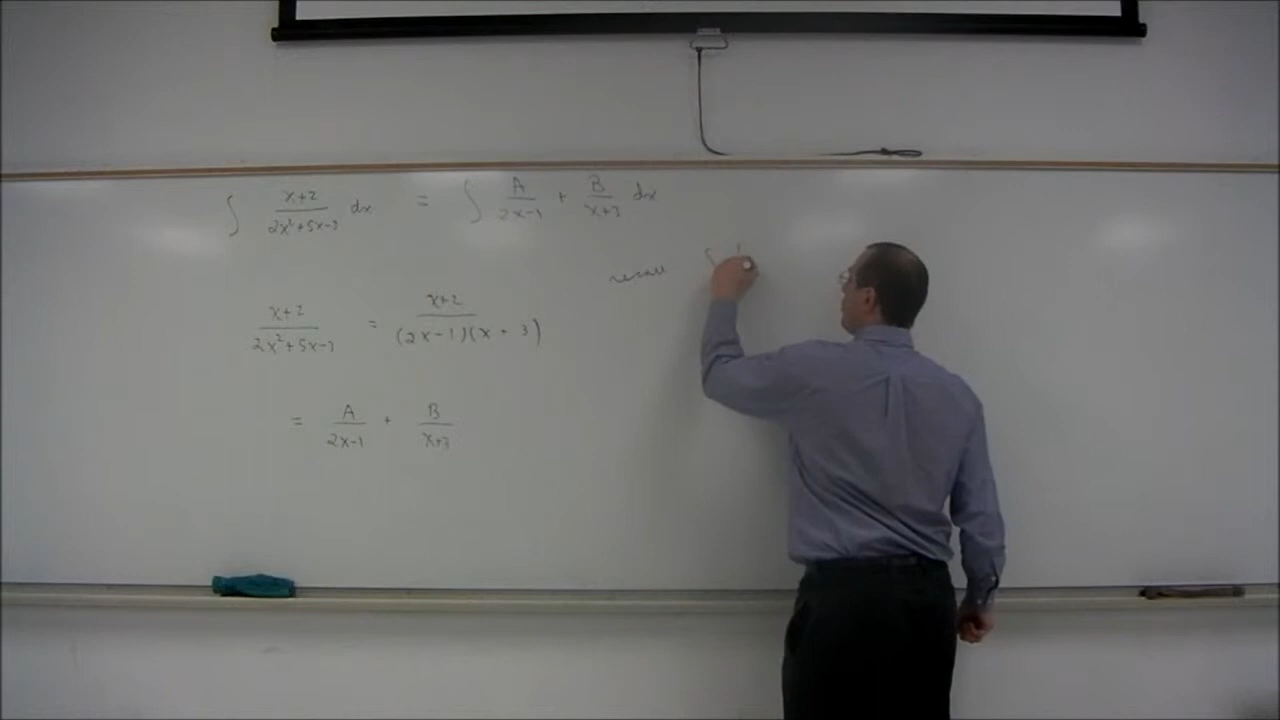 ∫ x+2 / 2x²+5x-3 dx = ∫ A / 2x-1 + B / x+3 dx
recall ∫ 1
x+2 / 2x²+5x-3 = x+2 / (2x-1)(x+3)
= A / 2x-1 + B / x+3